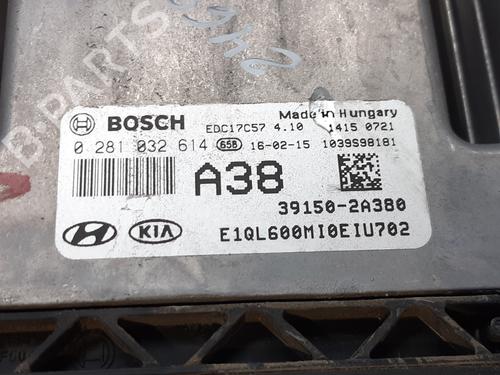 B PARTS
BOSCH EDC17C57 4.10 Made in Hungary 1415 0721
0 281 032 614 65B 16-02-15 1039S98181
A38
39150-2A380
KIA E1QL600MI0EIU702